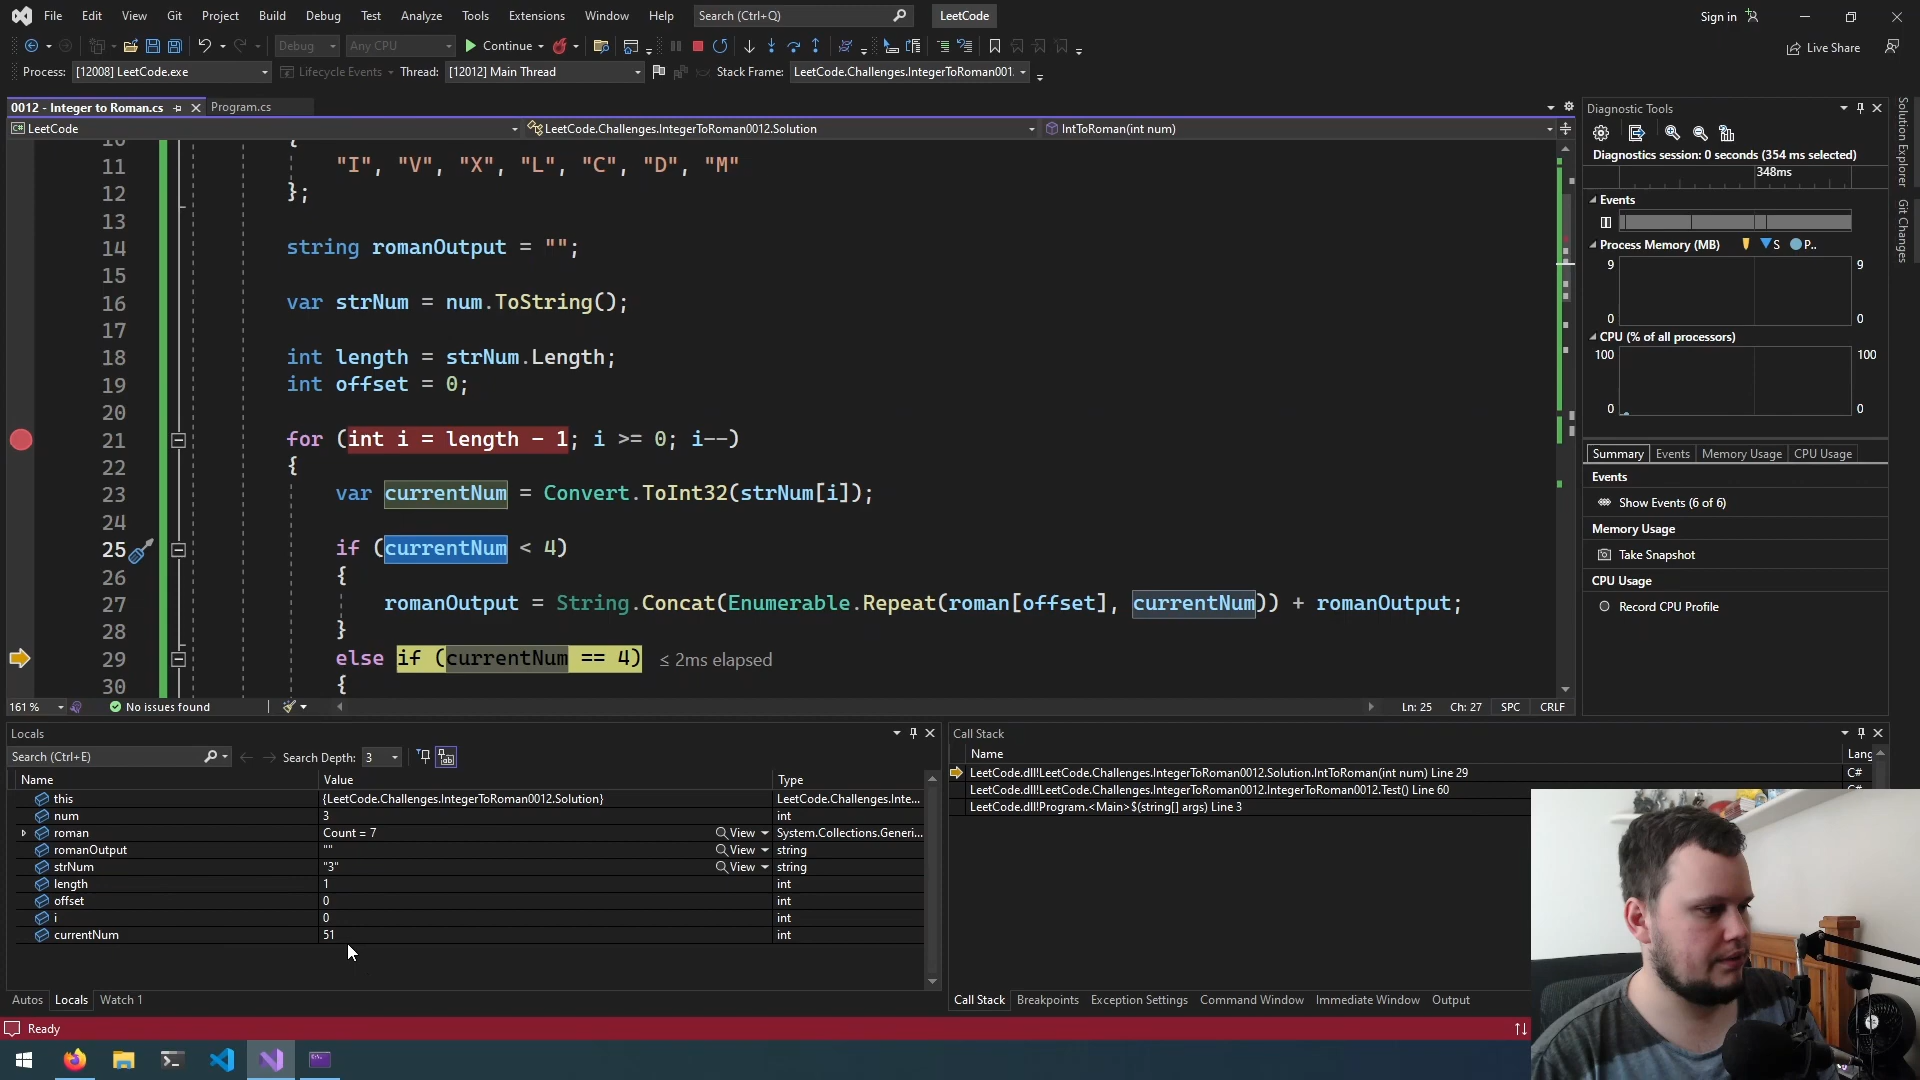 File Edit View Git Project Build Debug Test Analyze Tools Extensions Window Help Search (Ctrl+Q) LeetCode Sign in
Debug Any CPU Continue Live Share
Process: [12008] LeetCode.exe Lifecycle Events Thread: [12012] Main Thread Stack Frame: LeetCode.Challenges.IntegerToRoman001.
0012 - Integer to Roman.cs Program.cs
LeetCode LeetCode.Challenges.IntegerToRoman0012.Solution IntToRoman(int num)
10 {
11 "I", "V", "X", "L", "C", "D", "M"
12 };
13
14 string romanOutput = "";
15
16 var strNum = num.ToString();
17
18 int length = strNum.Length;
19 int offset = 0;
20
21 for (int i = length - 1; i >= 0; i--)
22 {
23 var currentNum = Convert.ToInt32(strNum[i]);
24
25 if (currentNum < 4)
26 {
27 romanOutput = String.Concat(Enumerable.Repeat(roman[offset], currentNum)) + romanOutput;
28 }
29 else if (currentNum == 4) ≤ 2ms elapsed
30 {
161 % No issues found Ln: 25 Ch: 27 SPC CRLF
Diagnostic Tools
Diagnostics session: 0 seconds (354 ms selected)
348ms
Events
Process Memory (MB) S P..
9 9
0 0
CPU (% of all processors)
100 100
0 0
Summary Events Memory Usage CPU Usage
Events
Show Events (6 of 6)
Memory Usage
Take Snapshot
CPU Usage
Record CPU Profile
Solution Explorer
Git Changes
Locals
Search (Ctrl+E) Search Depth: 3
Name Value Type
this {LeetCode.Challenges.IntegerToRoman0012.Solution} LeetCode.Challenges.Inte...
num 3 int
roman Count = 7 View System.Collections.Generi...
romanOutput "" View string
strNum "3" View string
length 1 int
offset 0 int
i 0 int
currentNum 51 int
Autos Locals Watch 1
Call Stack
Name Lang
LeetCode.dll!LeetCode.Challenges.IntegerToRoman0012.Solution.IntToRoman(int num) Line 29 C#
LeetCode.dll!LeetCode.Challenges.IntegerToRoman0012.IntegerToRoman0012.Test() Line 60 C#
LeetCode.dll!Program.<Main>$(string[] args) Line 3
Call Stack Breakpoints Exception Settings Command Window Immediate Window Output
Ready